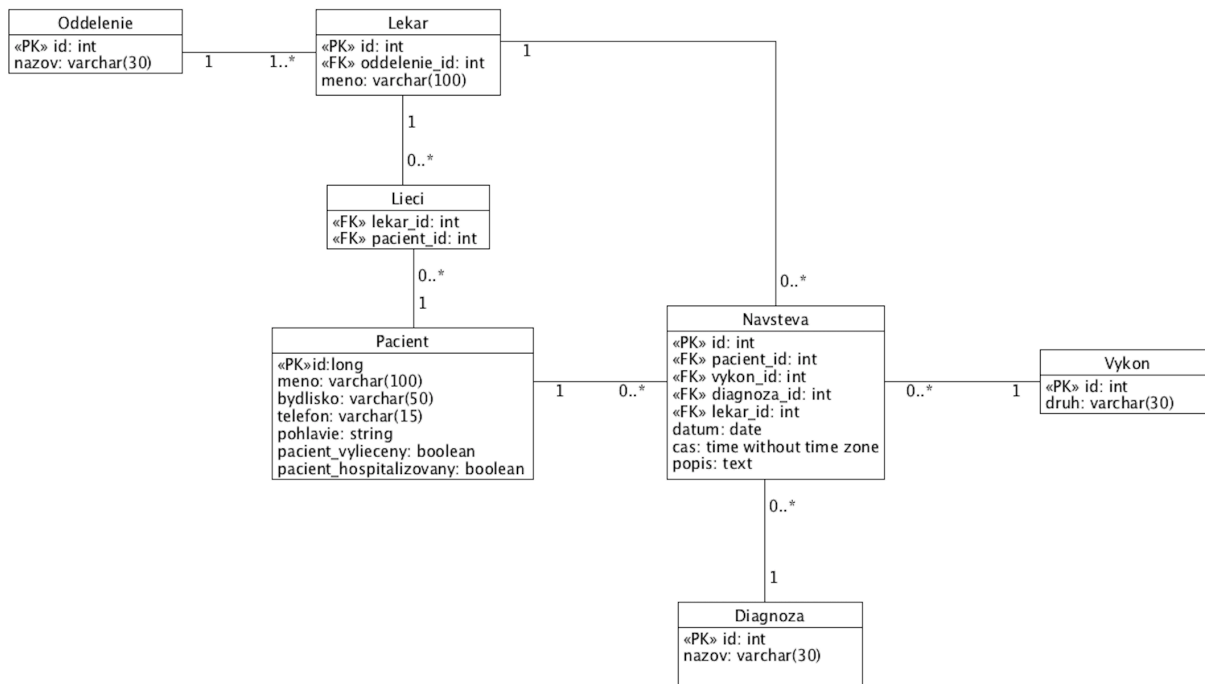 Oddelenie
«PK» id: int
nazov: varchar(30)
1
1..*
Lekar
«PK» id: int
«FK» oddelenie_id: int
meno: varchar(100)
1
1
0..*
Lieci
«FK» lekar_id: int
«FK» pacient_id: int
0..*
1
0..*
Pacient
«PK»id:long
meno: varchar(100)
bydlisko: varchar(50)
telefon: varchar(15)
pohlavie: string
pacient_vylieceny: boolean
pacient_hospitalizovany: boolean
1
0..*
Navsteva
«PK» id: int
«FK» pacient_id: int
«FK» vykon_id: int
«FK» diagnoza_id: int
«FK» lekar_id: int
datum: date
cas: time without time zone
popis: text
0..*
1
Vykon
«PK» id: int
druh: varchar(30)
0..*
1
Diagnoza
«PK» id: int
nazov: varchar(30)